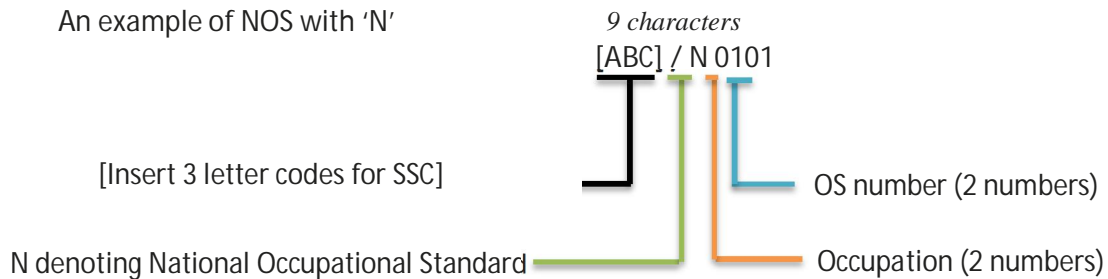 An example of NOS with ‘N’
9 characters
[ABC] / N 0101
[Insert 3 letter codes for SSC]
OS number (2 numbers)
N denoting National Occupational Standard
Occupation (2 numbers)